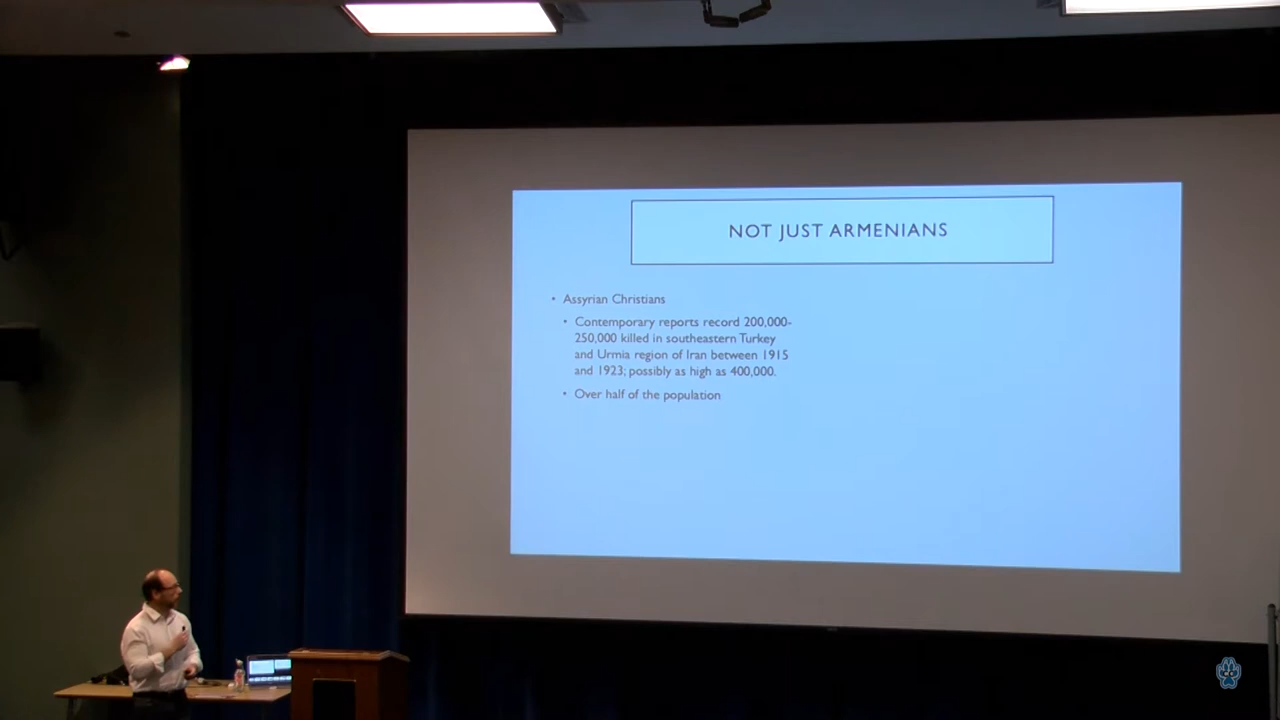 NOT JUST ARMENIANS
• Assyrian Christians
• Contemporary reports record 200,000-
250,000 killed in southeastern Turkey
and Urmia region of Iran between 1915
and 1923; possibly as high as 400,000.
• Over half of the population